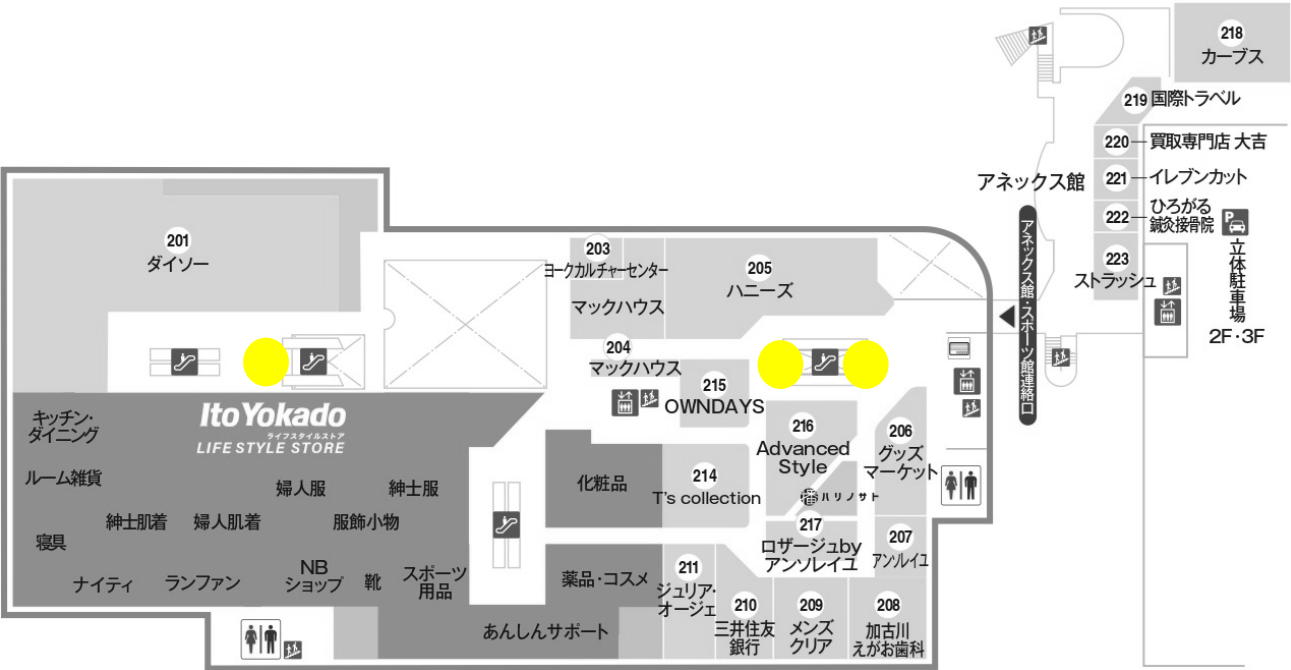 218
カーブス
219 国際トラベル
220 買取専門店 大吉
アネックス館
221 イレブンカット
222 ひろがる
鍼灸接骨院
P
立体駐車場
2F・3F
223
ストラッシュ
アネックス館・スポーツ館連絡口
201
ダイソー
203
ヨークカルチャーセンター
マックハウス
205
ハニーズ
204
マックハウス
215
OWNDAYS
Ito Yokado
ライフスタイルストア
LIFE STYLE STORE
キッチン・
ダイニング
ルーム雑貨
婦人服
紳士服
紳士肌着
婦人肌着
服飾小物
寝具
ナイティ
ランファン
NB
ショップ
靴
スポーツ
用品
化粧品
214
T's collection
216
Advanced
Style
ハリノサト
206
グッズ
マーケット
217
ロザージュby
アンソレイユ
207
アンルイユ
薬品・コスメ
211
ジュリア・
オージェ
210
三井住友
銀行
209
メンズ
クリア
208
加古川
えがお歯科
あんしんサポート